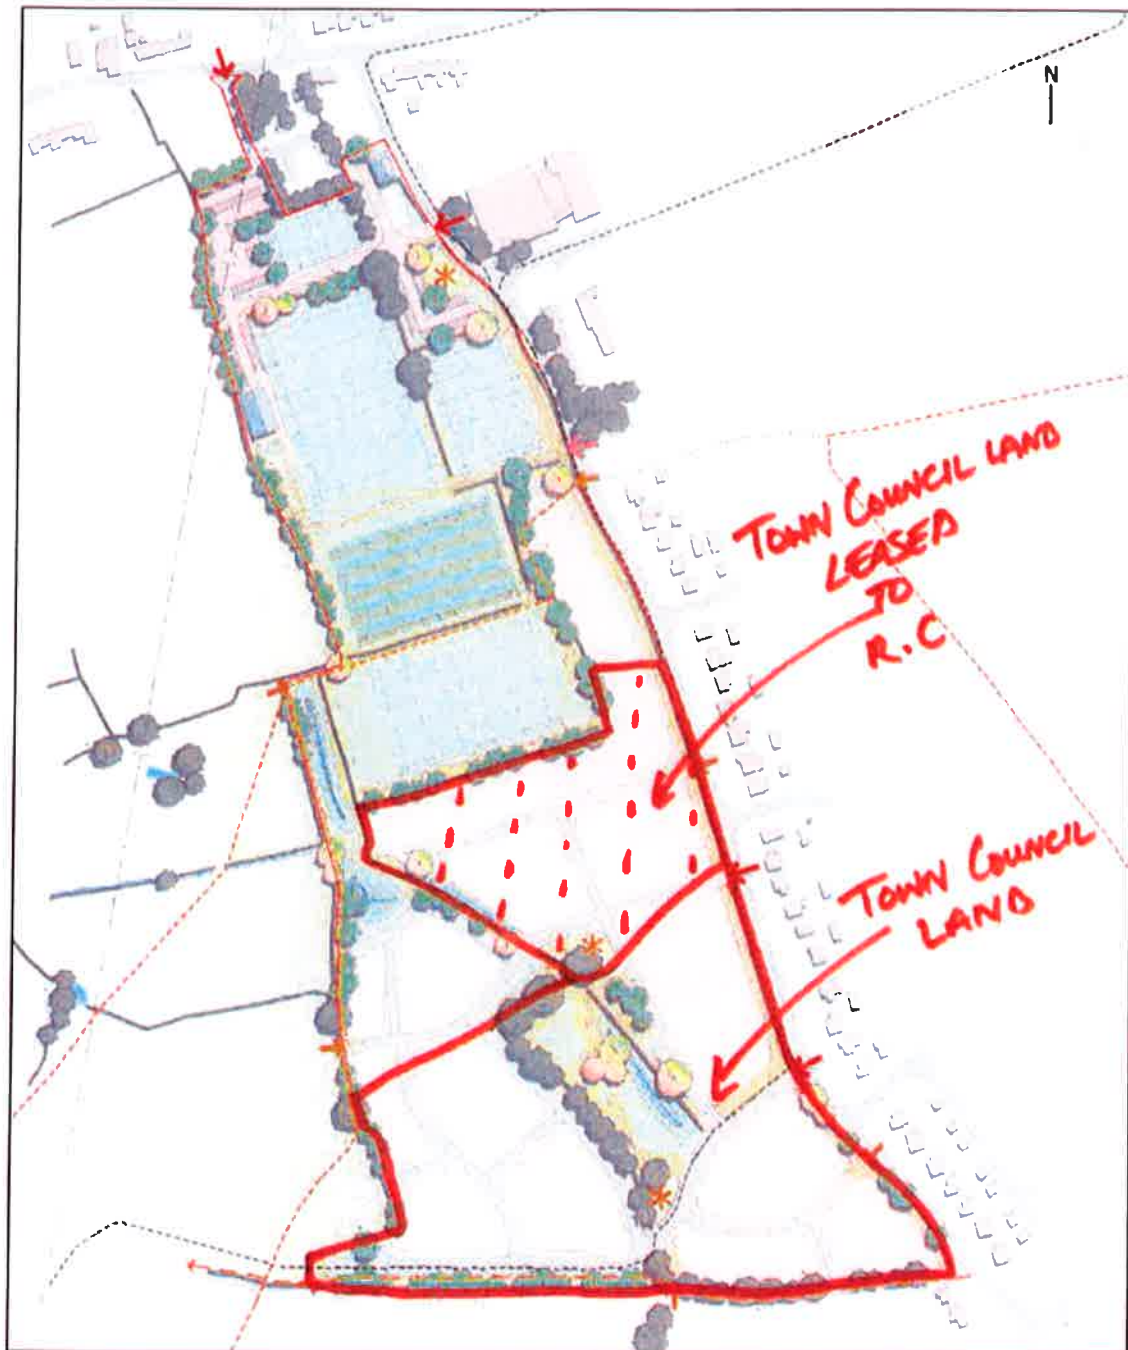 N
TOWN COUNCIL LAND
LEASED
TO
R.C
TOWN COUNCIL
LAND